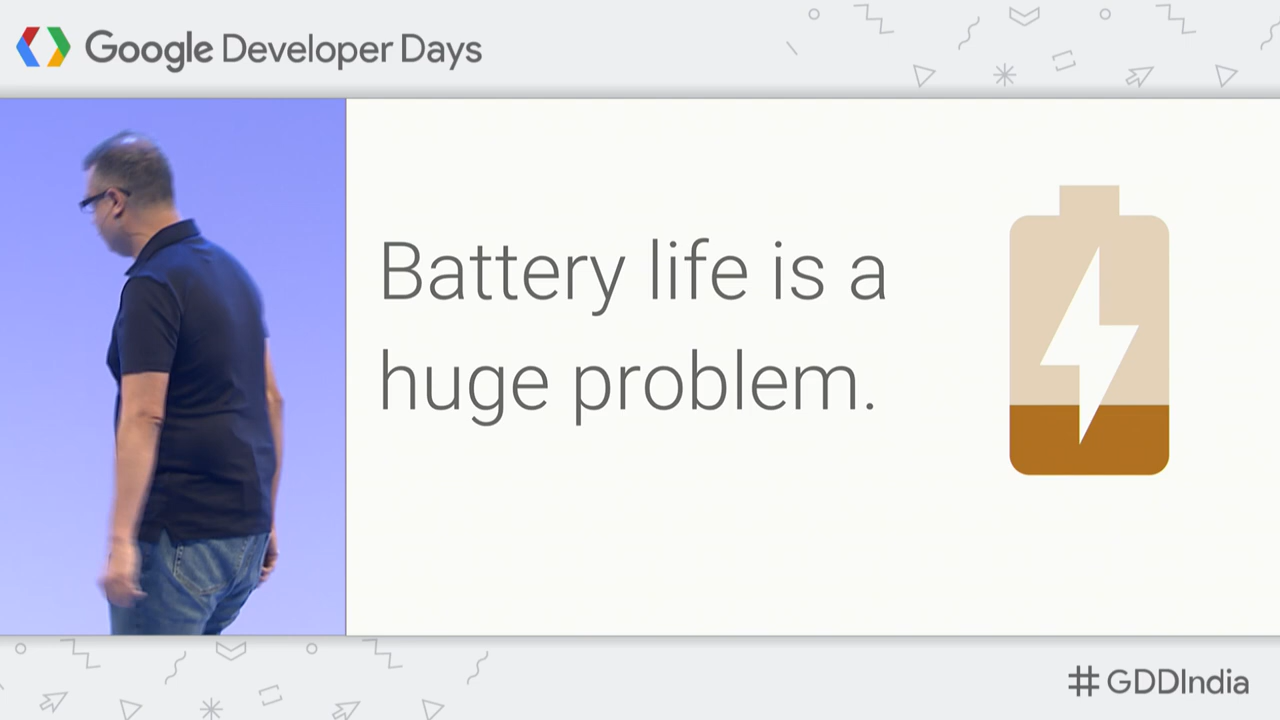 Google Developer Days
Battery life is a
huge problem.
#GDDIndia